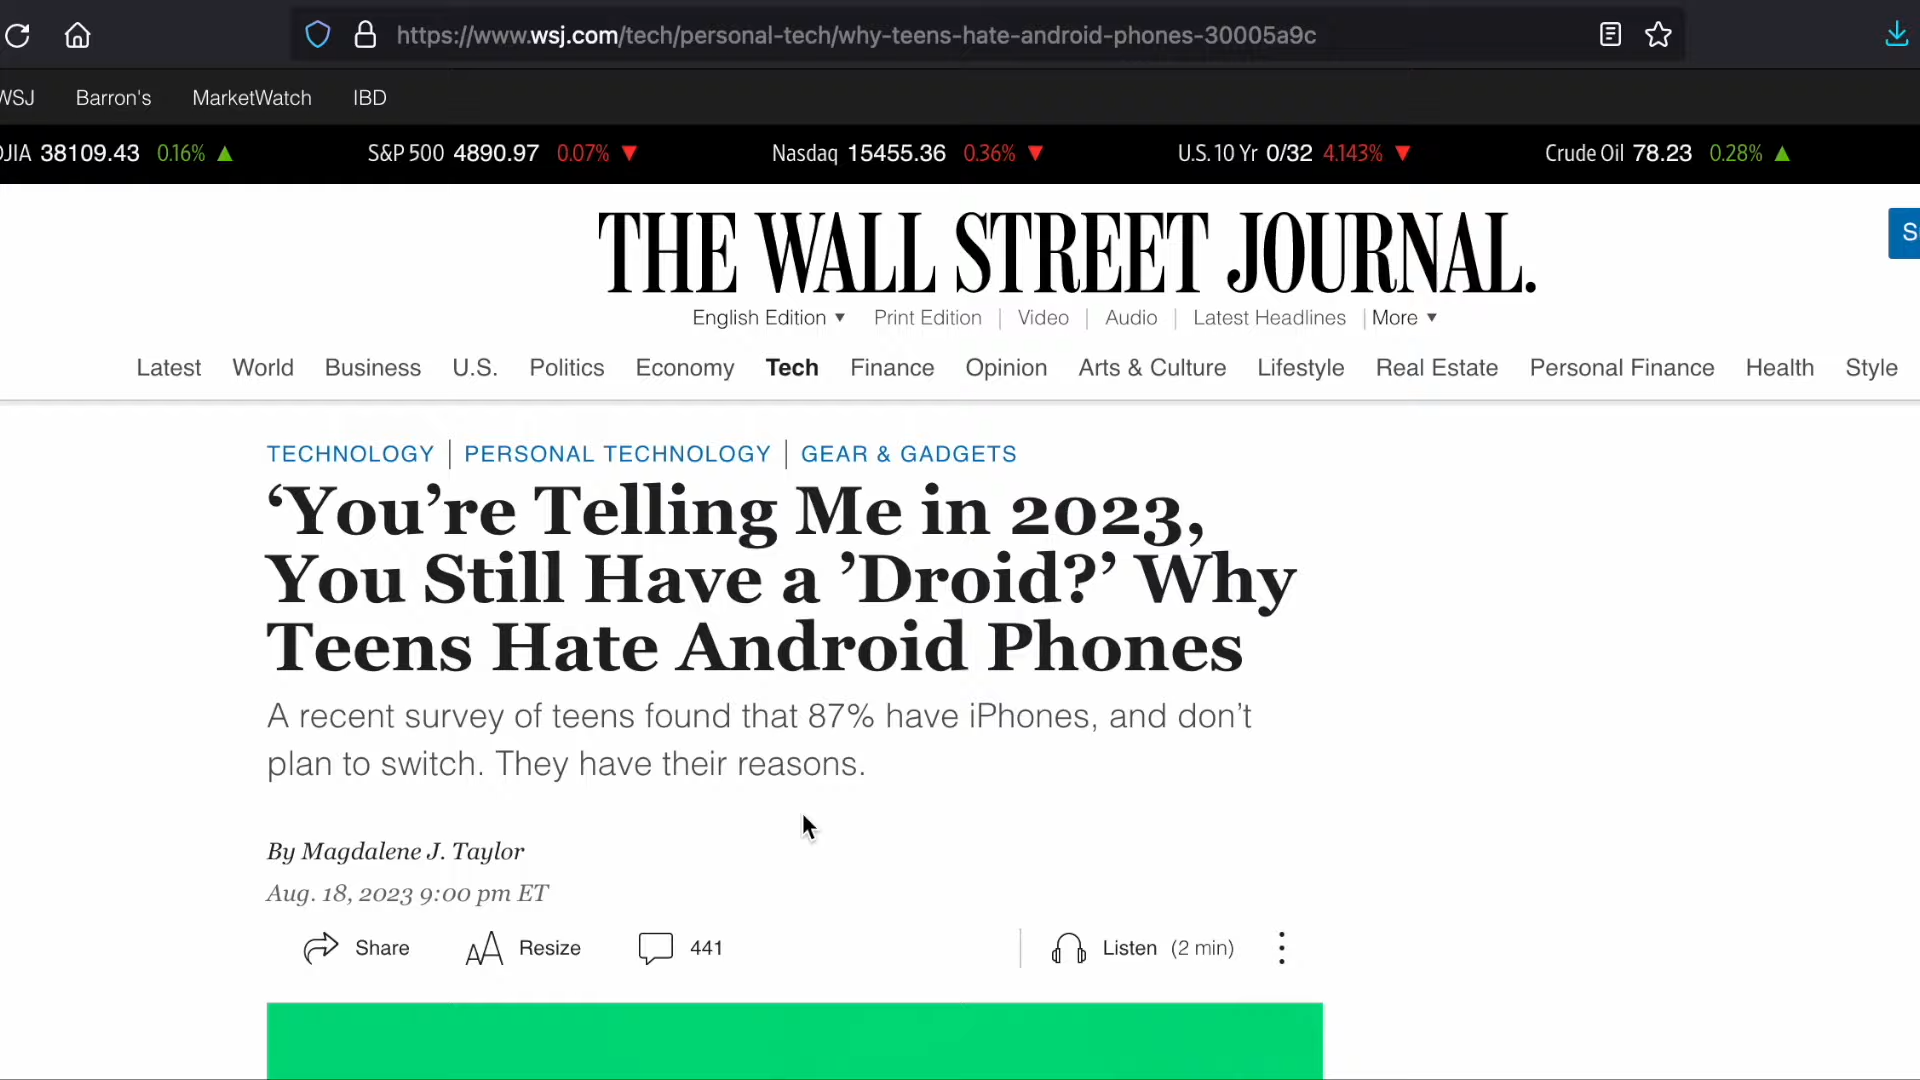 https://www.wsj.com/tech/personal-tech/why-teens-hate-android-phones-30005a9c
WSJ Barron's MarketWatch IBD
DJIA 38109.43 0.16% ▲ S&P 500 4890.97 0.07% ▼ Nasdaq 15455.36 0.36% ▼ U.S. 10 Yr 0/32 4.143% ▼ Crude Oil 78.23 0.28% ▲
THE WALL STREET JOURNAL.
S
English Edition ▼ Print Edition | Video | Audio | Latest Headlines | More ▼
Latest World Business U.S. Politics Economy Tech Finance Opinion Arts & Culture Lifestyle Real Estate Personal Finance Health Style
TECHNOLOGY | PERSONAL TECHNOLOGY | GEAR & GADGETS
‘You’re Telling Me in 2023,
You Still Have a ’Droid?’ Why
Teens Hate Android Phones
A recent survey of teens found that 87% have iPhones, and don’t
plan to switch. They have their reasons.
By Magdalene J. Taylor
Aug. 18, 2023 9:00 pm ET
Share AA Resize 441 Listen (2 min)